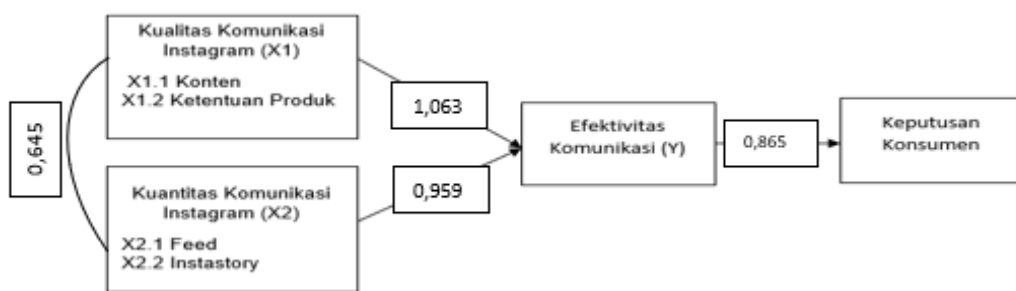 0,645
Kualitas Komunikasi
Instagram (X1)
X1.1 Konten
X1.2 Ketentuan Produk
1,063
Kuantitas Komunikasi
Instagram (X2)
X2.1 Feed
X2.2 Instastory
0,959
Efektivitas
Komunikasi (Y)
0,865
Keputusan
Konsumen